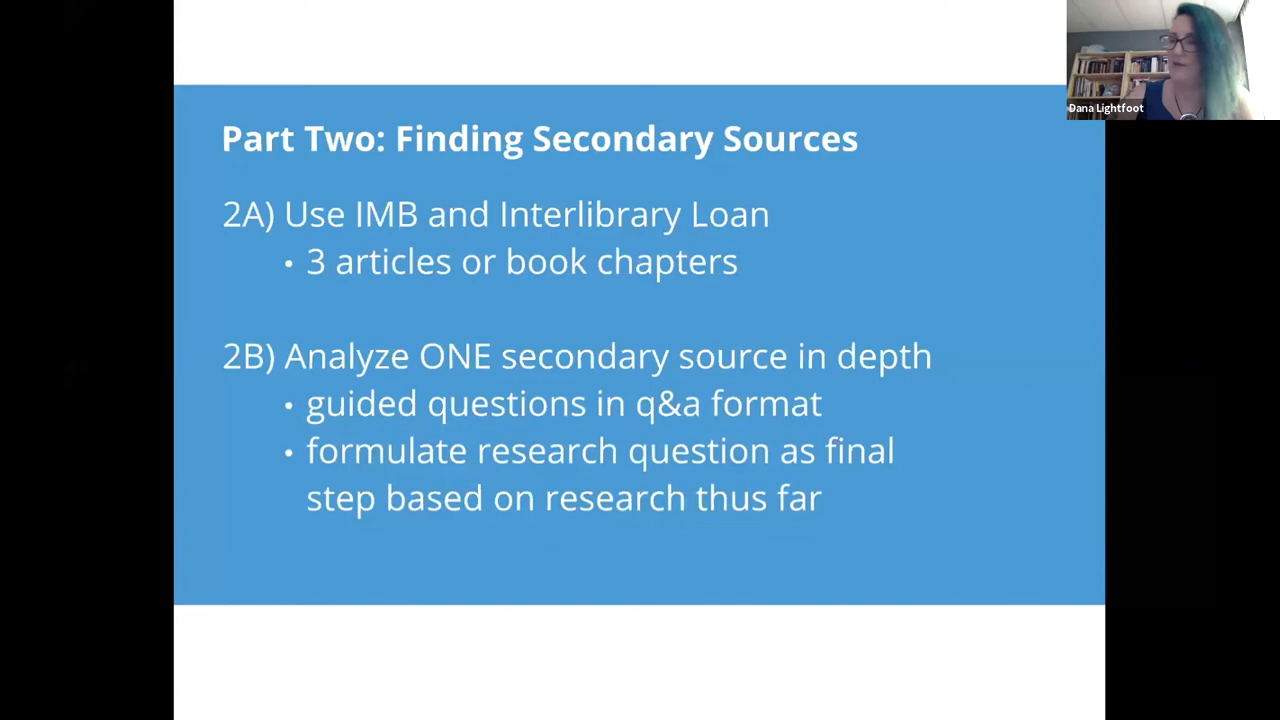 Part Two: Finding Secondary Sources
2A) Use IMB and Interlibrary Loan
• 3 articles or book chapters
2B) Analyze ONE secondary source in depth
• guided questions in q&a format
• formulate research question as final
step based on research thus far
Dana Lightfoot